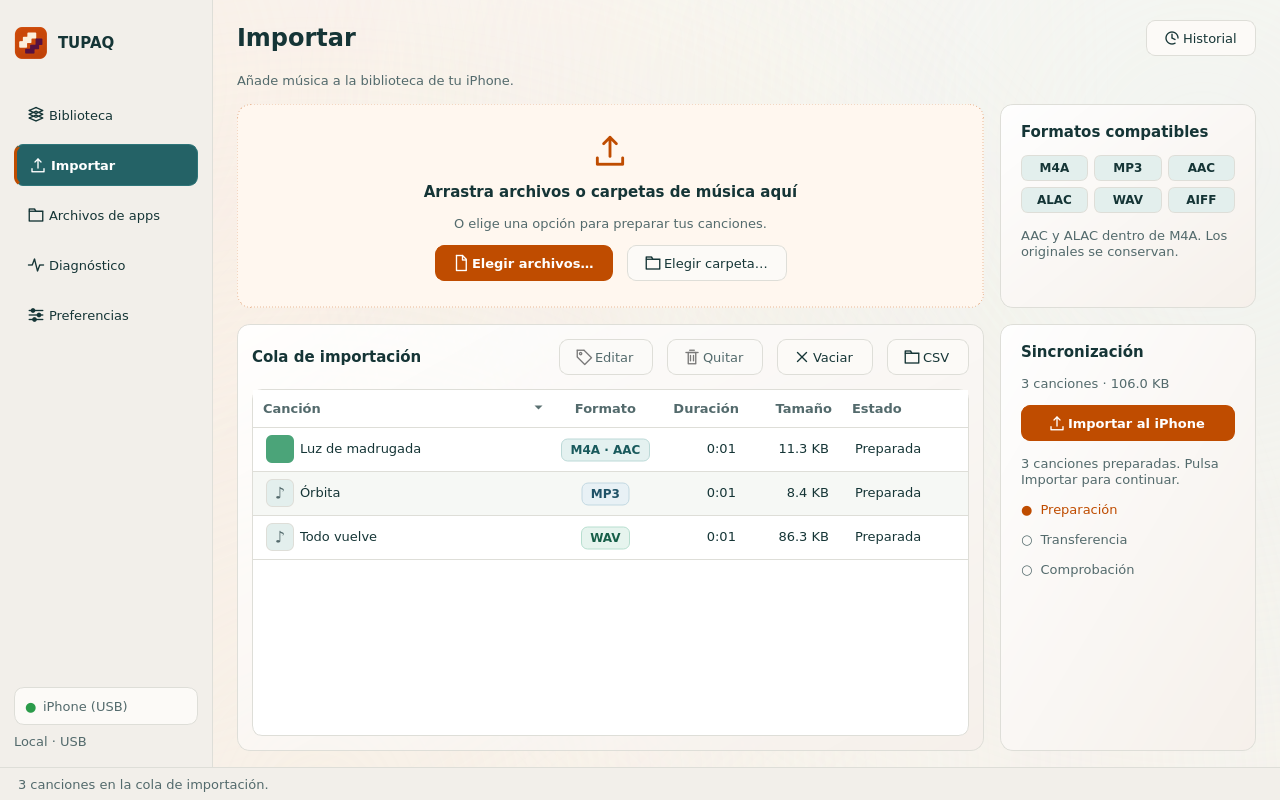 TUPAQ
Biblioteca
Importar
Archivos de apps
Diagnóstico
Preferencias
iPhone (USB)
Local · USB
Importar
Historial
Añade música a la biblioteca de tu iPhone.
Arrastra archivos o carpetas de música aquí
O elige una opción para preparar tus canciones.
Elegir archivos…
Elegir carpeta…
Formatos compatibles
M4A MP3 AAC
ALAC WAV AIFF
AAC y ALAC dentro de M4A. Los
originales se conservan.
Cola de importación
Editar
Quitar
Vaciar
CSV
Canción Formato Duración Tamaño Estado
Luz de madrugada M4A · AAC 0:01 11.3 KB Preparada
Órbita MP3 0:01 8.4 KB Preparada
Todo vuelve WAV 0:01 86.3 KB Preparada
Sincronización
3 canciones · 106.0 KB
Importar al iPhone
3 canciones preparadas. Pulsa
Importar para continuar.
Preparación
Transferencia
Comprobación
3 canciones en la cola de importación.